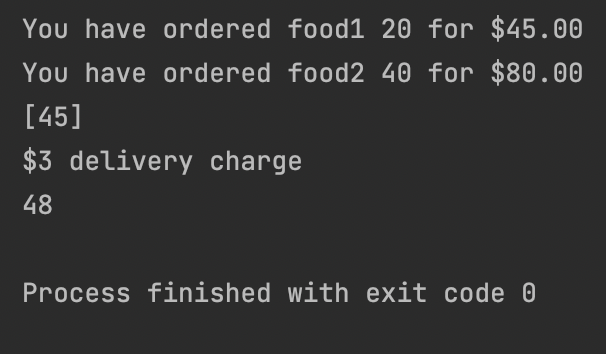 You have ordered food1 20 for $45.00
You have ordered food2 40 for $80.00
[45]
$3 delivery charge
48
Process finished with exit code 0